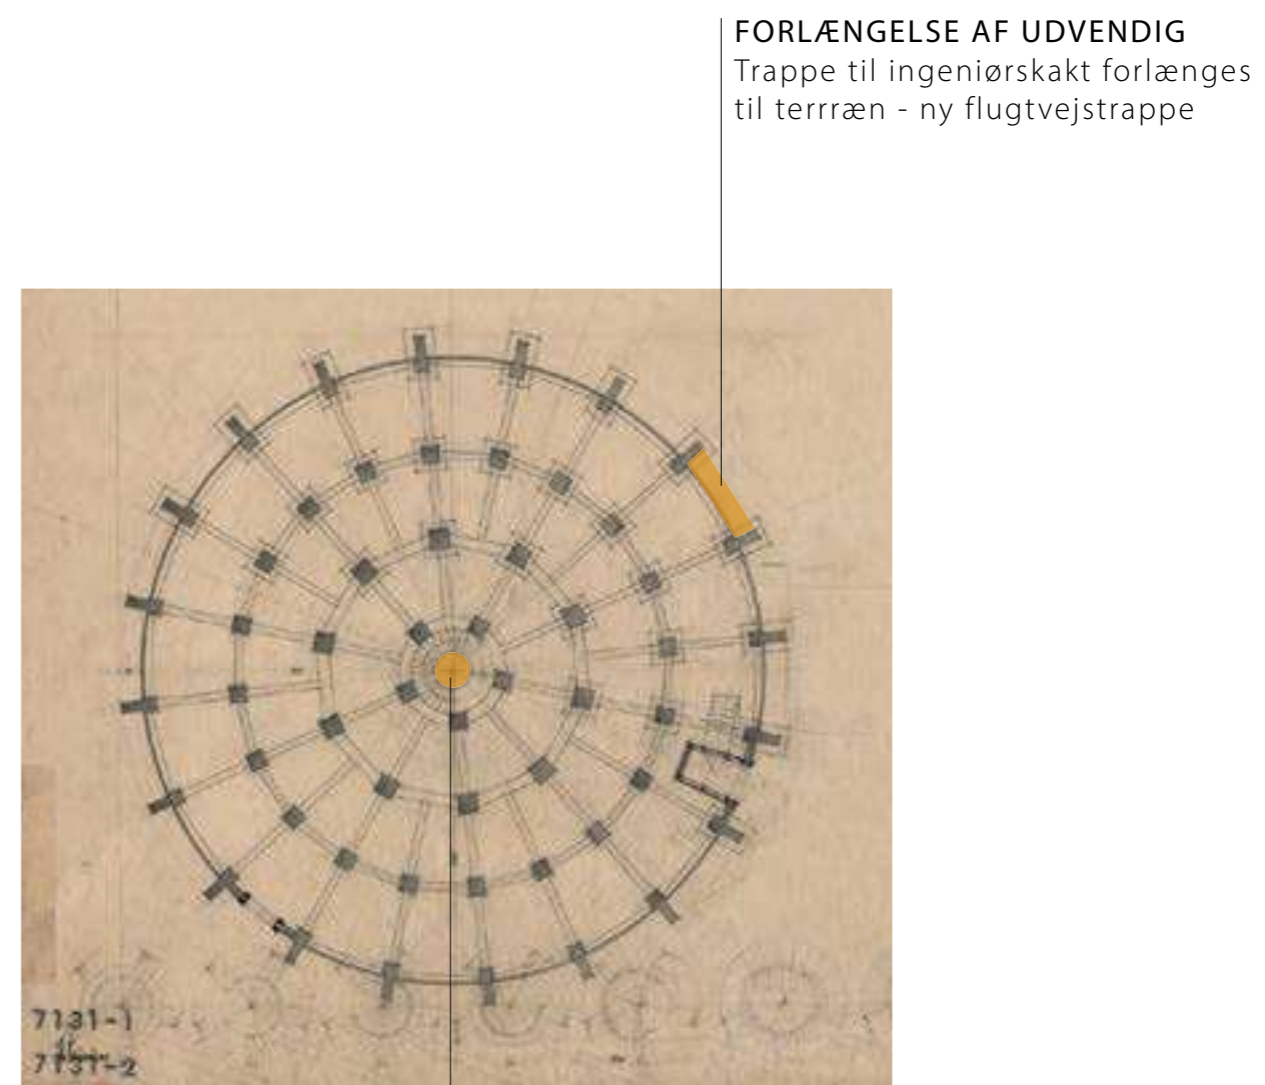 FORLÆNGELSE AF UDVENDIG
Trappe til ingeniørskakt forlænges
til terrræn - ny flugtvejstrappe
7131-1
7131-2